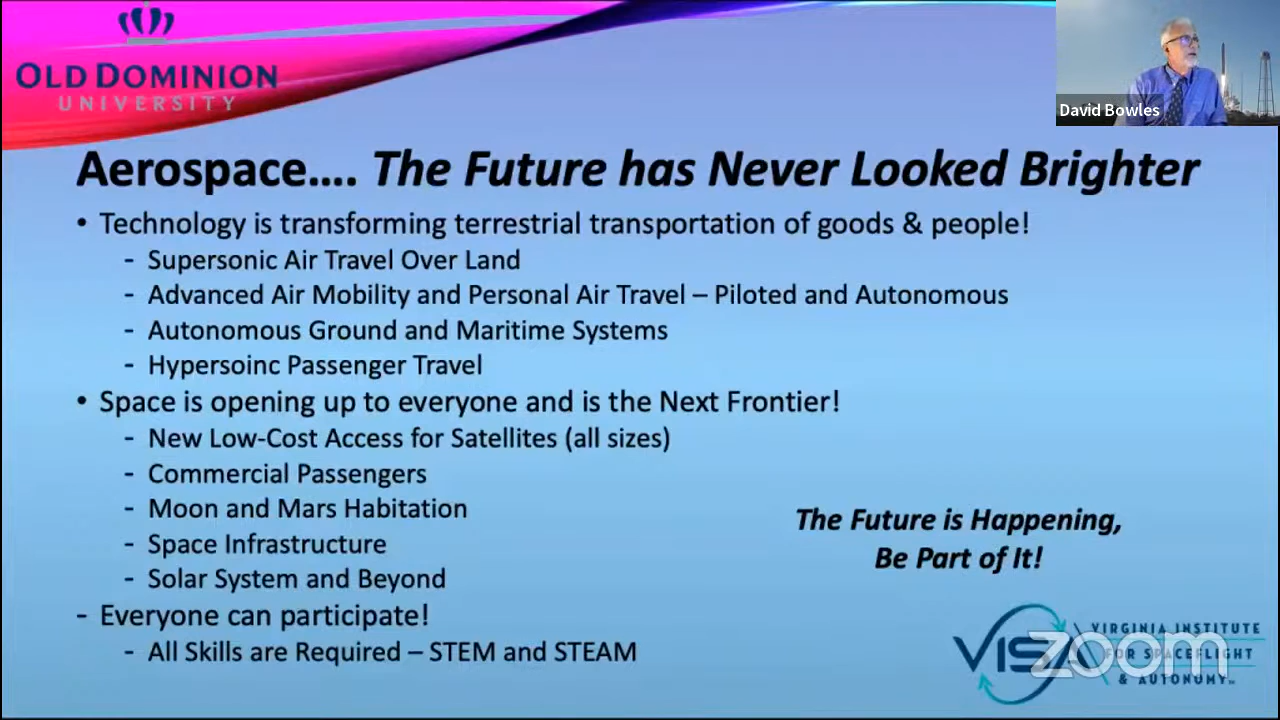 OLD DOMINION
UNIVERSITY
David Bowles
Aerospace…. The Future has Never Looked Brighter
• Technology is transforming terrestrial transportation of goods & people!
- Supersonic Air Travel Over Land
- Advanced Air Mobility and Personal Air Travel – Piloted and Autonomous
- Autonomous Ground and Maritime Systems
- Hypersoinc Passenger Travel
• Space is opening up to everyone and is the Next Frontier!
- New Low-Cost Access for Satellites (all sizes)
- Commercial Passengers
- Moon and Mars Habitation
- Space Infrastructure
- Solar System and Beyond
- Everyone can participate!
- All Skills are Required – STEM and STEAM
The Future is Happening,
Be Part of It!
VISA
VIRGINIA INSTITUTE
FOR SPACEFLIGHT
& AUTONOMY
zoom